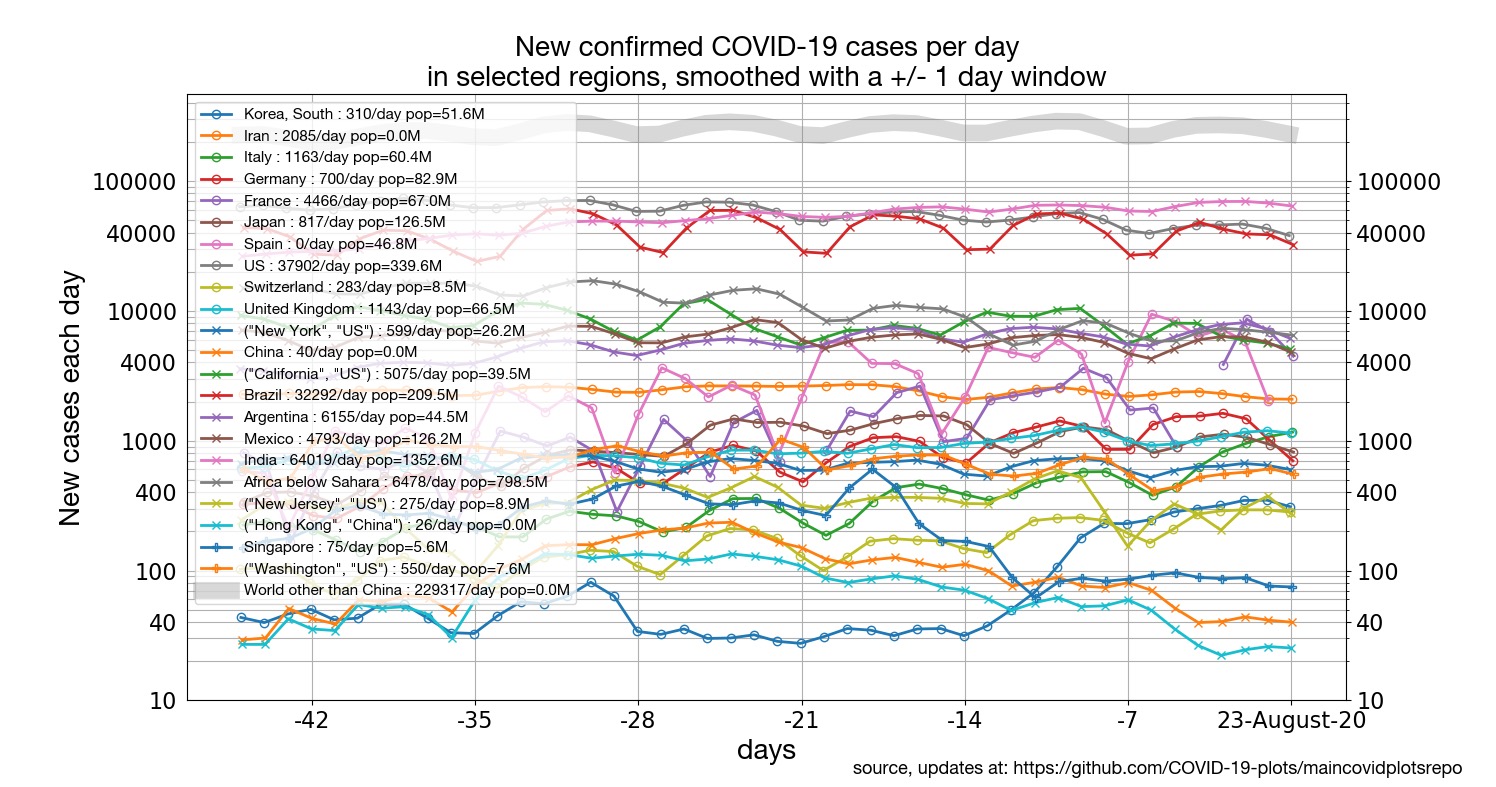 New confirmed COVID-19 cases per day
in selected regions, smoothed with a +/- 1 day window
New cases each day
100000
40000
10000
4000
1000
400
100
40
10
Korea, South : 310/day pop=51.6M
Iran : 2085/day pop=0.0M
Italy : 1163/day pop=60.4M
Germany : 700/day pop=82.9M
France : 4466/day pop=67.0M
Japan : 817/day pop=126.5M
Spain : 0/day pop=46.8M
US : 37902/day pop=339.6M
Switzerland : 283/day pop=8.5M
United Kingdom : 1143/day pop=66.5M
("New York", "US") : 599/day pop=26.2M
China : 40/day pop=0.0M
("California", "US") : 5075/day pop=39.5M
Brazil : 32292/day pop=209.5M
Argentina : 6155/day pop=44.5M
Mexico : 4793/day pop=126.2M
India : 64019/day pop=1352.6M
Africa below Sahara : 6478/day pop=798.5M
("New Jersey", "US") : 275/day pop=8.9M
("Hong Kong", "China") : 26/day pop=0.0M
Singapore : 75/day pop=5.6M
("Washington", "US") : 550/day pop=7.6M
World other than China : 229317/day pop=0.0M
100000
40000
10000
4000
1000
400
100
40
10
-42 -35 -28 -21 -14 -7 23-August-20
days
source, updates at: https://github.com/COVID-19-plots/maincovidplotsrepo